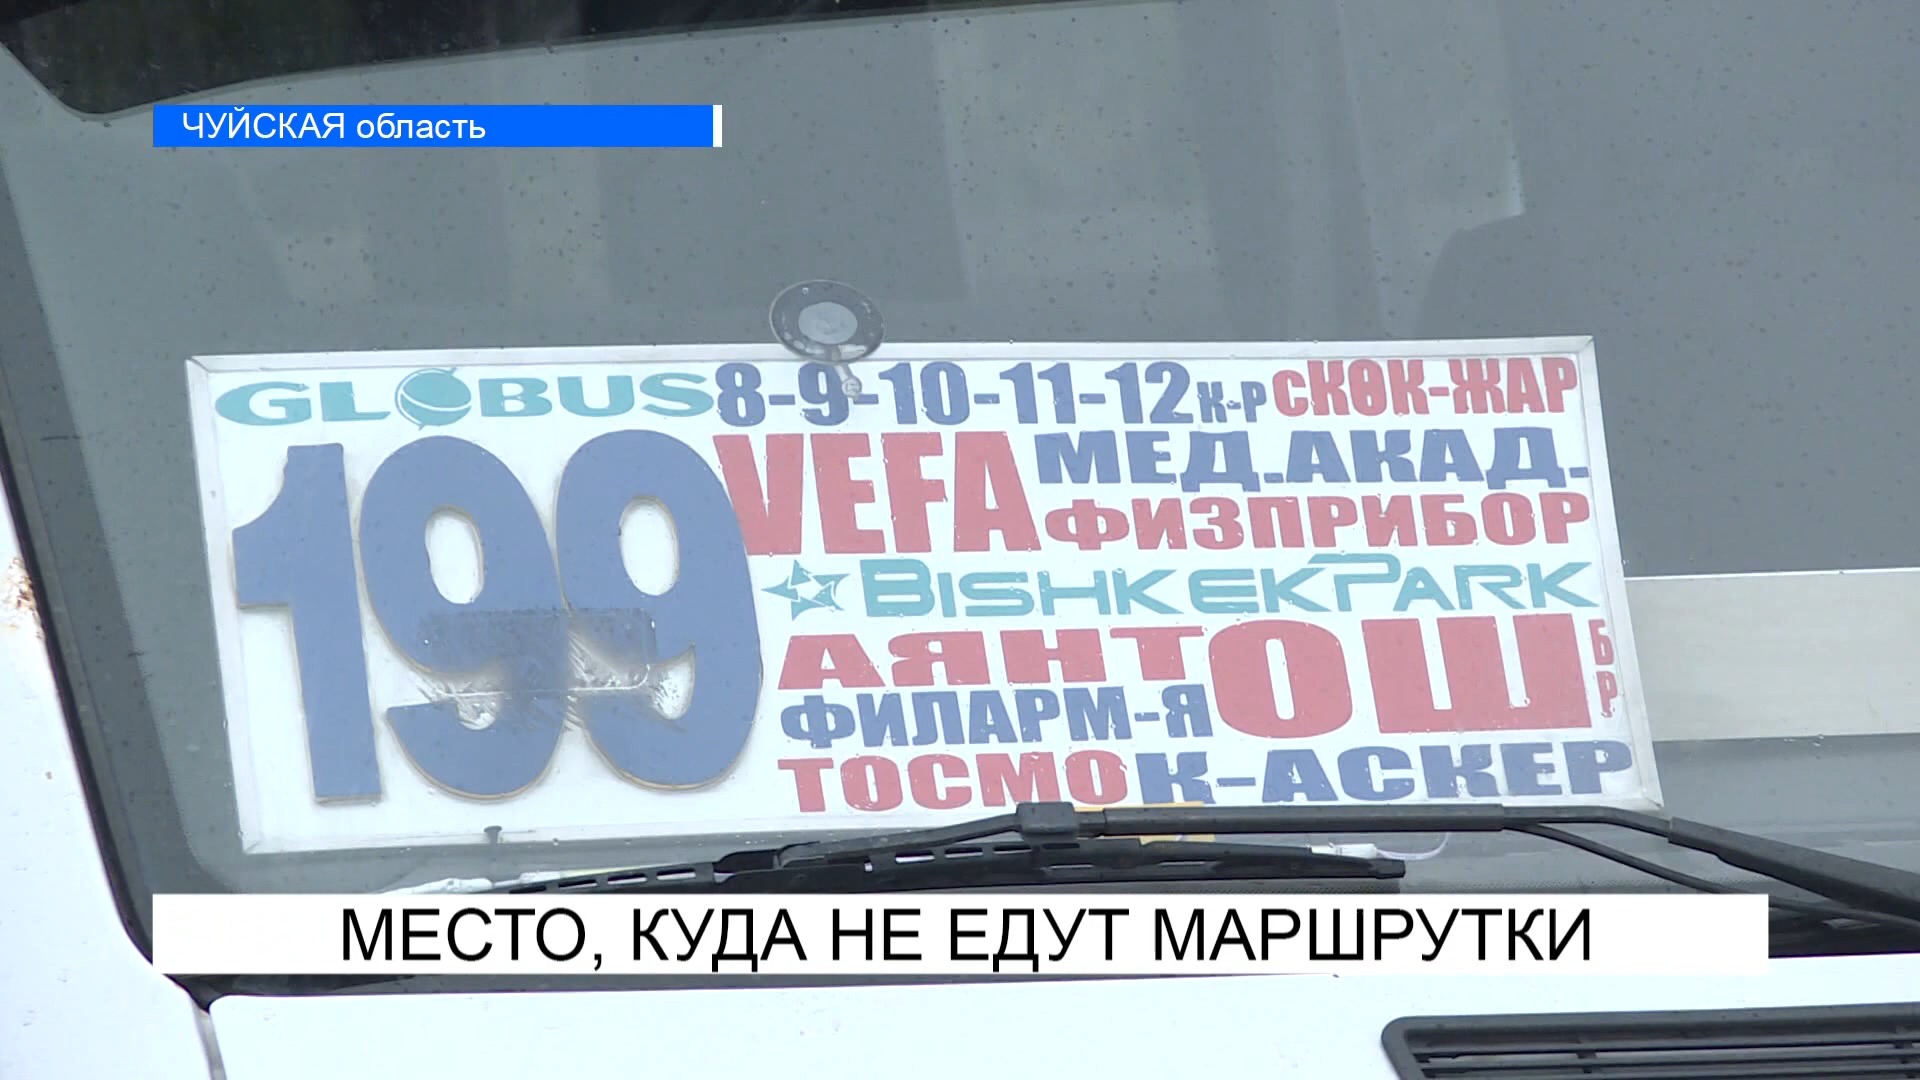 ЧУЙСКАЯ область
GLOBUS 8-9-10-11-12 К-Р сКӨК-ЖАР
199 VEFA МЕД.АКАД.
ФИЗПРИБОР
BISHKEKPARK
АЯНТ ОШ БР
ФИЛАРМ-Я
ТОСМОК-АСКЕР
МЕСТО, КУДА НЕ ЕДУТ МАРШРУТКИ